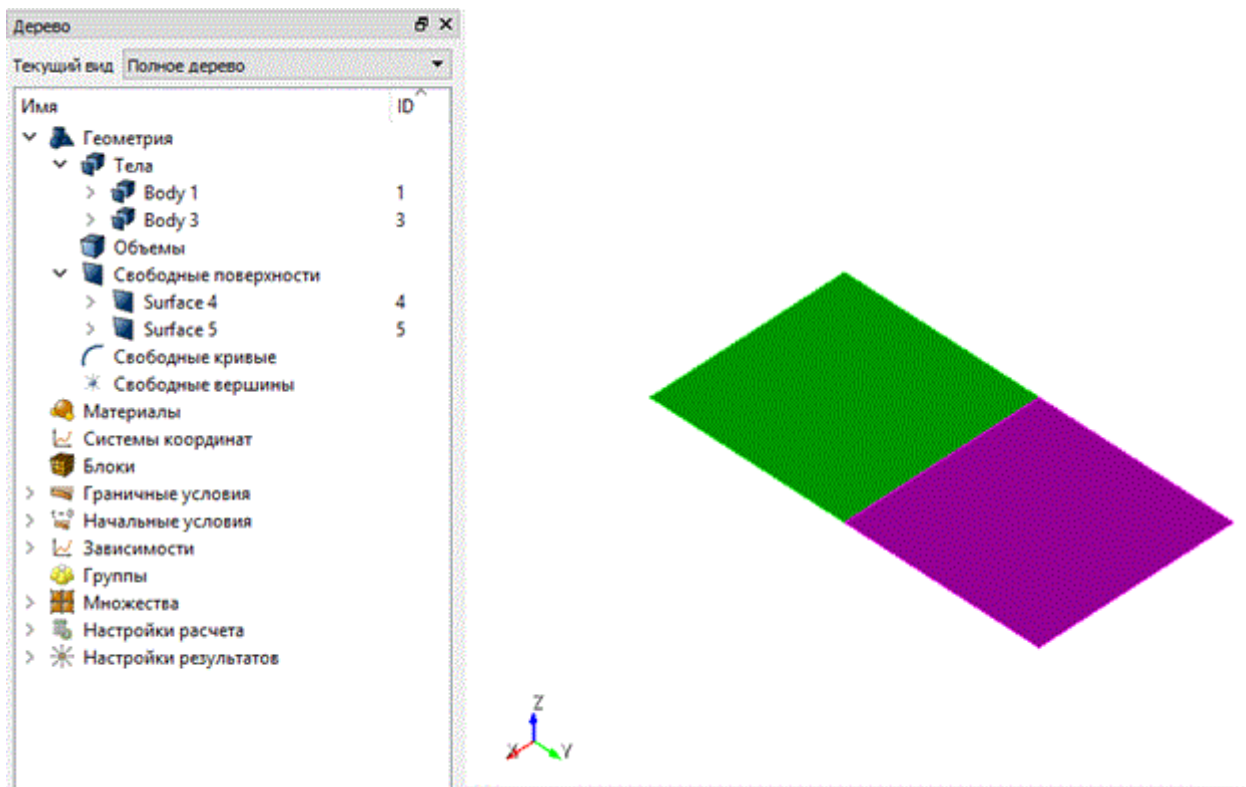 Дерево
Текущий вид Полное дерево
Имя ID
Геометрия
Тела
Body 1 1
Body 3 3
Объемы
Свободные поверхности
Surface 4 4
Surface 5 5
Свободные кривые
Свободные вершины
Материалы
Системы координат
Блоки
Граничные условия
Начальные условия
Зависимости
Группы
Множества
Настройки расчета
Настройки результатов
Z
X
Y